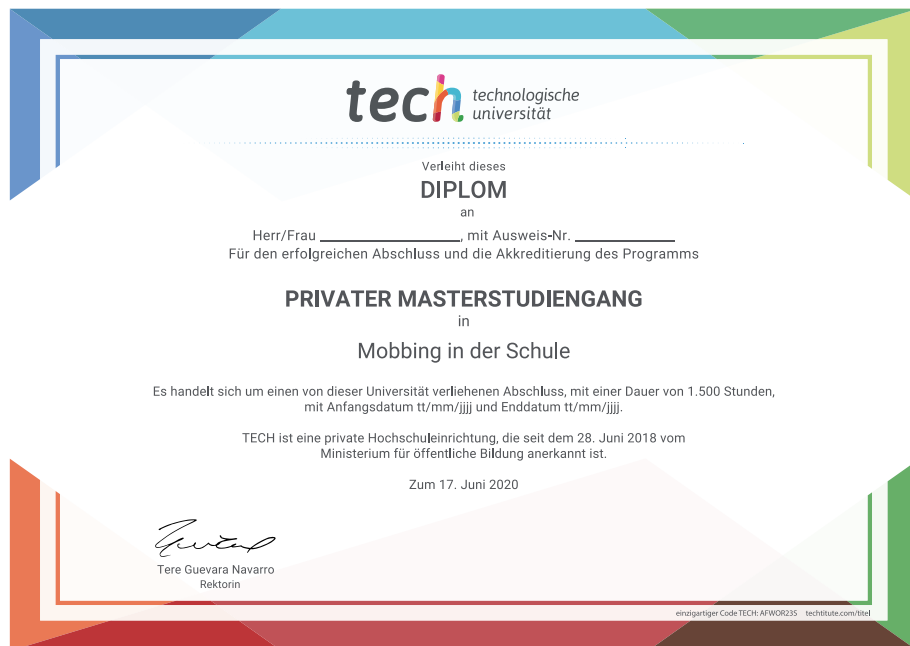 tech technologische
universität
Verleiht dieses
DIPLOM
an
Herr/Frau ____________________, mit Ausweis-Nr. ______________
Für den erfolgreichen Abschluss und die Akkreditierung des Programms
PRIVATER MASTERSTUDIENGANG
in
Mobbing in der Schule
Es handelt sich um einen von dieser Universität verliehenen Abschluss, mit einer Dauer von 1.500 Stunden,
mit Anfangsdatum tt/mm/jjjj und Enddatum tt/mm/jjjj.
TECH ist eine private Hochschuleinrichtung, die seit dem 28. Juni 2018 vom
Ministerium für öffentliche Bildung anerkannt ist.
Zum 17. Juni 2020
Tere Guevara Navarro
Rektorin
einzigartiger Code TECH: AFWOR23S techtitute.com/titel